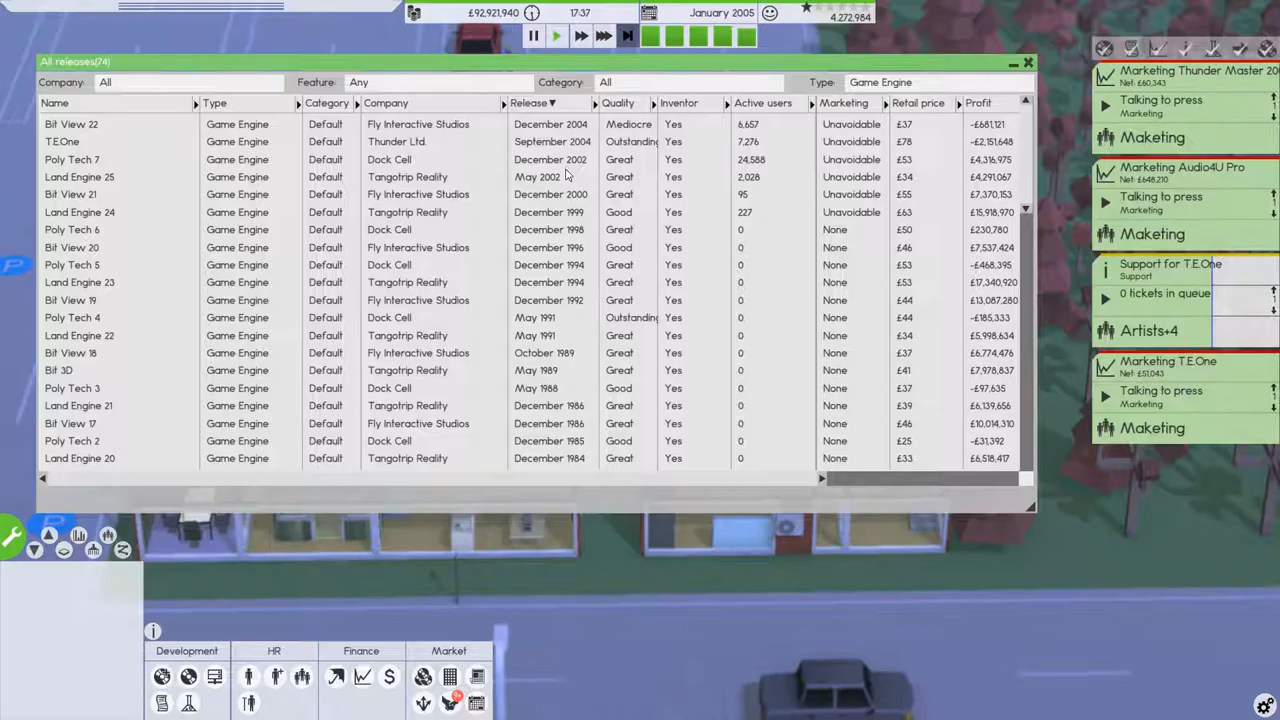 £92,921,940 17:37 January 2005 4.272.984
All releases(74)
Company: All Feature: Any Category: All Type: Game Engine
Name Type Category Company Release▼ Quality Inventor Active users Marketing Retail price Profit
Bit View 22 Game Engine Default Fly Interactive Studios December 2004 Mediocre Yes 6,657 Unavoidable £37 -£681,121
T.E.One Game Engine Default Thunder Ltd. September 2004 Outstanding Yes 7,276 Unavoidable £78 -£2,151,648
Poly Tech 7 Game Engine Default Dock Cell December 2002 Great Yes 24,588 Unavoidable £53 £4,316,975
Land Engine 25 Game Engine Default Tangotrip Reality May 2002 Great Yes 2,028 Unavoidable £34 £4,291,067
Bit View 21 Game Engine Default Fly Interactive Studios December 2000 Great Yes 95 Unavoidable £55 £7,370,153
Land Engine 24 Game Engine Default Tangotrip Reality December 1999 Good Yes 227 Unavoidable £63 £15,918,970
Poly Tech 6 Game Engine Default Dock Cell December 1998 Great Yes 0 None £50 £230,780
Bit View 20 Game Engine Default Fly Interactive Studios December 1996 Good Yes 0 None £46 £7,537,424
Poly Tech 5 Game Engine Default Dock Cell December 1994 Great Yes 0 None £53 -£468,395
Land Engine 23 Game Engine Default Tangotrip Reality December 1994 Great Yes 0 None £53 £17,340,920
Bit View 19 Game Engine Default Fly Interactive Studios December 1992 Great Yes 0 None £44 £13,087,280
Poly Tech 4 Game Engine Default Dock Cell May 1991 Outstanding Yes 0 None £44 -£185,333
Land Engine 22 Game Engine Default Tangotrip Reality May 1991 Great Yes 0 None £34 £5,998,634
Bit View 18 Game Engine Default Fly Interactive Studios October 1989 Great Yes 0 None £37 £6,774,476
Bit 3D Game Engine Default Tangotrip Reality May 1989 Great Yes 0 None £41 £7,978,837
Poly Tech 3 Game Engine Default Dock Cell May 1988 Good Yes 0 None £37 -£97,635
Land Engine 21 Game Engine Default Tangotrip Reality December 1986 Great Yes 0 None £39 £6,139,656
Bit View 17 Game Engine Default Fly Interactive Studios December 1986 Great Yes 0 None £46 £10,014,310
Poly Tech 2 Game Engine Default Dock Cell December 1985 Good Yes 0 None £25 -£31,392
Land Engine 20 Game Engine Default Tangotrip Reality December 1984 Great Yes 0 None £33 £6,518,417
Marketing Thunder Master 20
Net: £60,343
Talking to press
Marketing
Maketing
Marketing Audio4U Pro
Net: £648,210
Talking to press
Marketing
Maketing
Support for T.E.One
Support
0 tickets in queue
Artists+4
Marketing T.E.One
Net: £51,043
Talking to press
Marketing
Maketing
P
P
Development HR Finance Market
9+